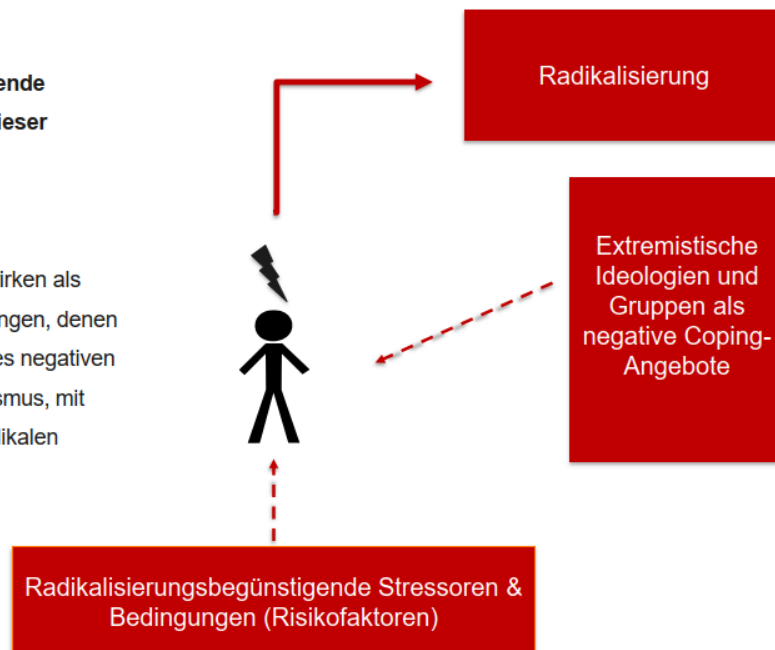 ende
ieser
irken als
ngen, denen
es negativen
smus, mit
likalen
Radikalisierung
Extremistische
Ideologien und
Gruppen als
negative Coping-
Angebote
Radikalisierungsbegünstigende Stressoren &
Bedingungen (Risikofaktoren)